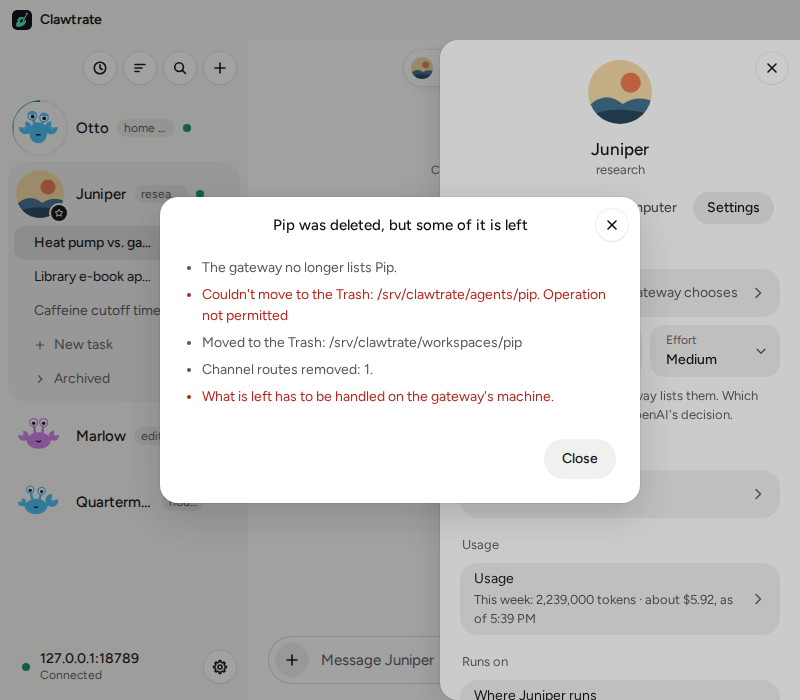 Clawtrate
Otto
home ...
Juniper
resea...
Heat pump vs. ga...
Library e-book ap...
Caffeine cutoff time
New task
Archived
Marlow
edit
Quarterm...
127.0.0.1:18789
Connected
Message Juniper
Juniper
research
mputer
Settings
ateway chooses
Effort
Medium
vay lists them. Which
enAI's decision.
Usage
Usage
This week: 2,239,000 tokens · about $5.92, as
of 5:39 PM
Runs on
Where Juniper runs
Pip was deleted, but some of it is left
The gateway no longer lists Pip.
Couldn't move to the Trash: /srv/clawtrate/agents/pip. Operation
not permitted
Moved to the Trash: /srv/clawtrate/workspaces/pip
Channel routes removed: 1.
What is left has to be handled on the gateway's machine.
Close